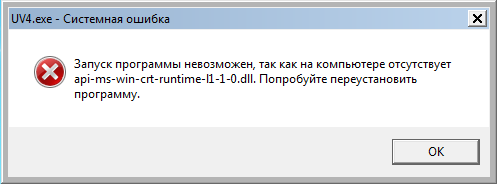 UV4.exe - Системная ошибка
Запуск программы невозможен, так как на компьютере отсутствует
api-ms-win-crt-runtime-l1-1-0.dll. Попробуйте переустановить
программу.
OK